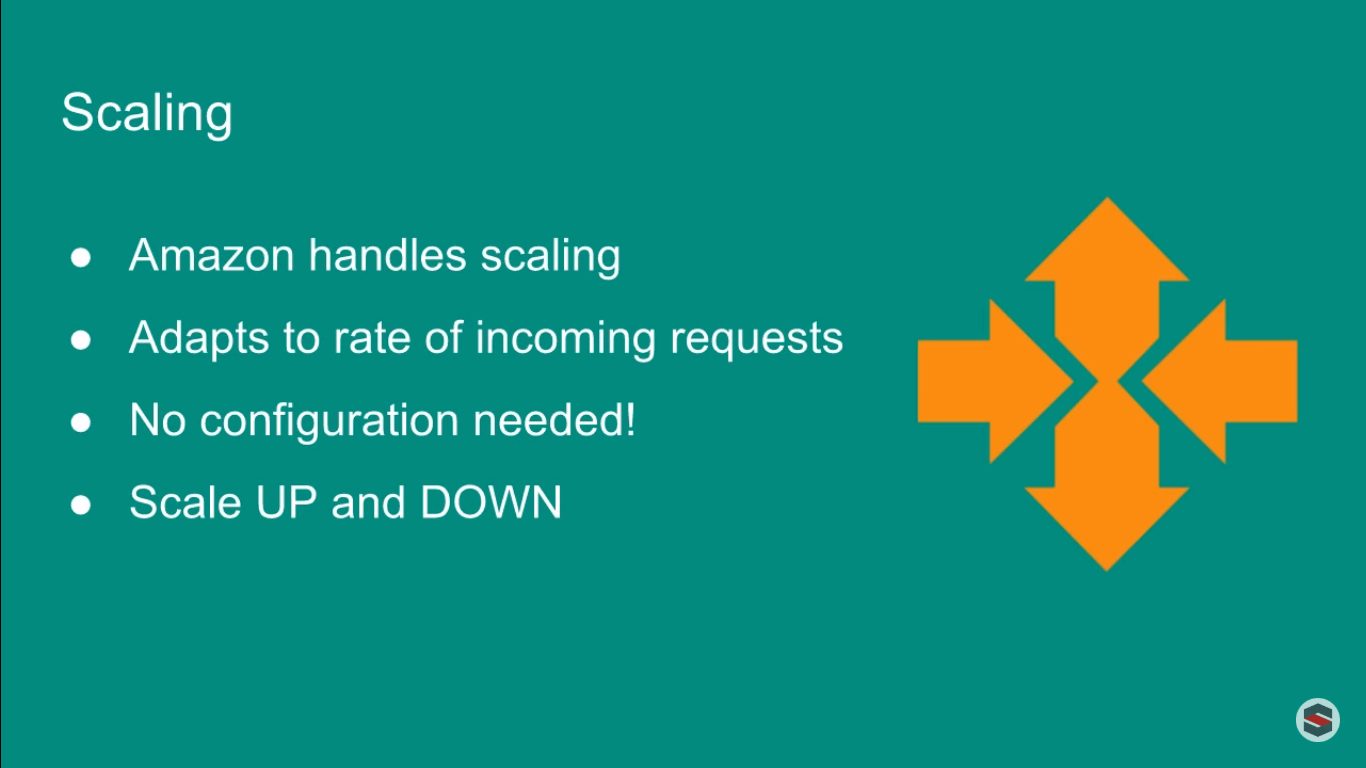 Scaling
● Amazon handles scaling
● Adapts to rate of incoming requests
● No configuration needed!
● Scale UP and DOWN